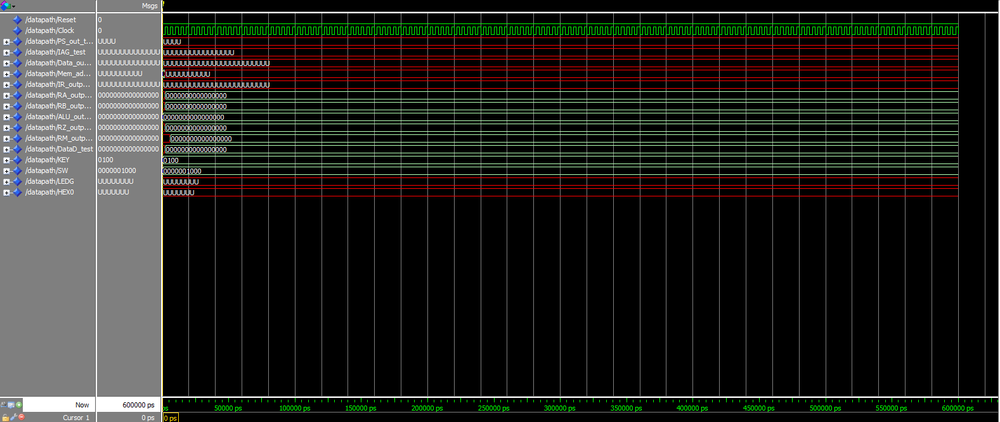 Msgs
/datapath/Reset 0
/datapath/Clock 0
/datapath/PS_out_t... UUUU UUUU
/datapath/IAG_test UUUUUUUUUUUUUU UUUUUUUUUUUUUUUU
/datapath/Data_ou... UUUUUUUUUUUUUU UUUUUUUUUUUUUUUUUUUUUUUU
/datapath/Mem_ad... UUUUUUUUUU UUUUUUUUUU
/datapath/IR_outp... UUUUUUUUUUUUUU UUUUUUUUUUUUUUUUUUUUUUUU
/datapath/RA_outp... 0000000000000000 0000000000000000
/datapath/RB_outp... 0000000000000000 0000000000000000
/datapath/ALU_out... 0000000000000000 0000000000000000
/datapath/RZ_outp... 0000000000000000 0000000000000000
/datapath/RM_outp... 0000000000000000 0000000000000000
/datapath/DataD_test 0000000000000000 0000000000000000
/datapath/KEY 0100 0100
/datapath/SW 0000001000 0000001000
/datapath/LEDG UUUUUUUU UUUUUUUU
/datapath/HEX0 UUUUUUU UUUUUUU
Now 600000 ps ps 50000 ps 100000 ps 150000 ps 200000 ps 250000 ps 300000 ps 350000 ps 400000 ps 450000 ps 500000 ps 550000 ps 600000 ps
Cursor 1 0 ps 0 ps